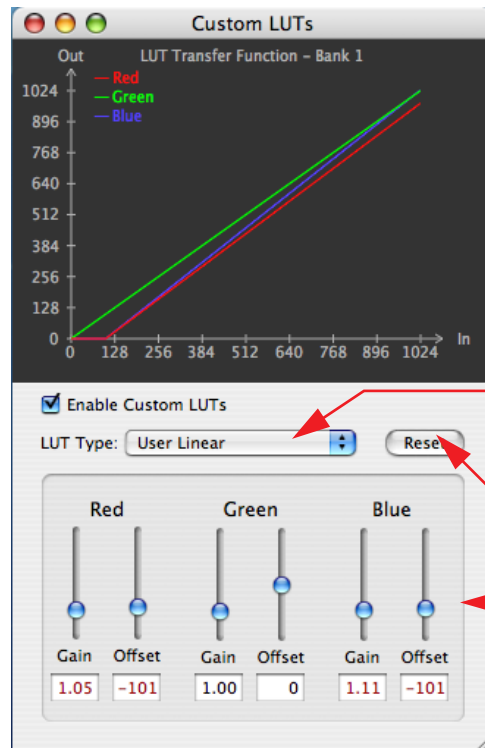 Custom LUTs
Out LUT Transfer Function – Bank 1
Red
Green
Blue
1024
896
768
640
512
384
256
128
0
0 128 256 384 512 640 768 896 1024 In
Enable Custom LUTs
LUT Type: User Linear Reset
Red Green Blue
Gain Offset Gain Offset Gain Offset
1.05 -101 1.00 0 1.11 -101